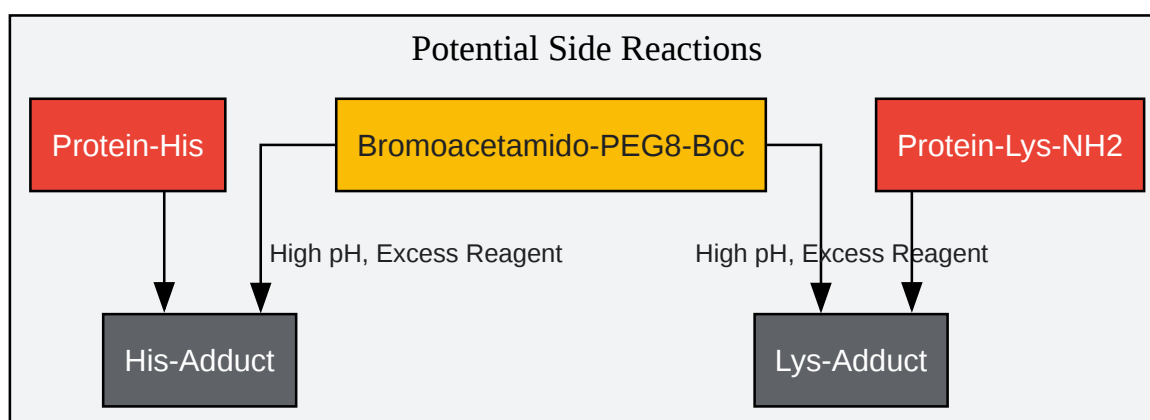 Potential Side Reactions
Protein-His
Bromoacetamido-PEG8-Boc
Protein-Lys-NH2
High pH, Excess Reagent
High pH, Excess Reagent
His-Adduct
Lys-Adduct